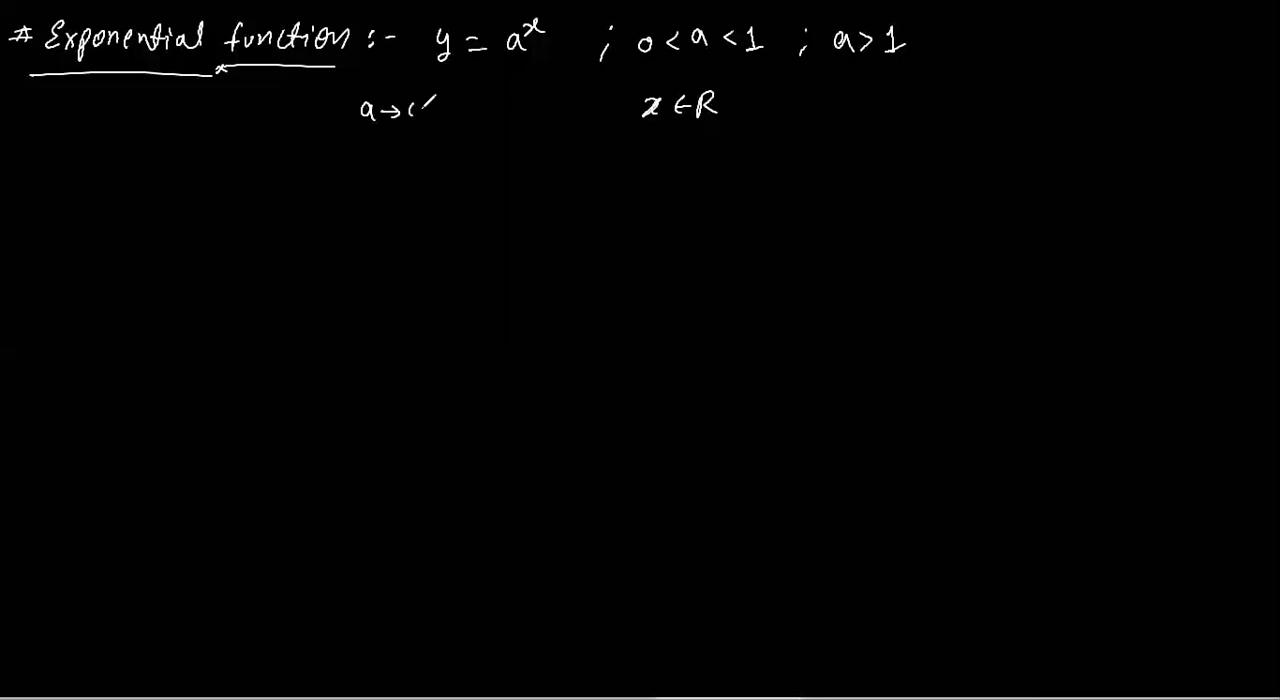 # Exponential function :- y = a^x ; 0 < a < 1 ; a > 1
a → x ∈ R